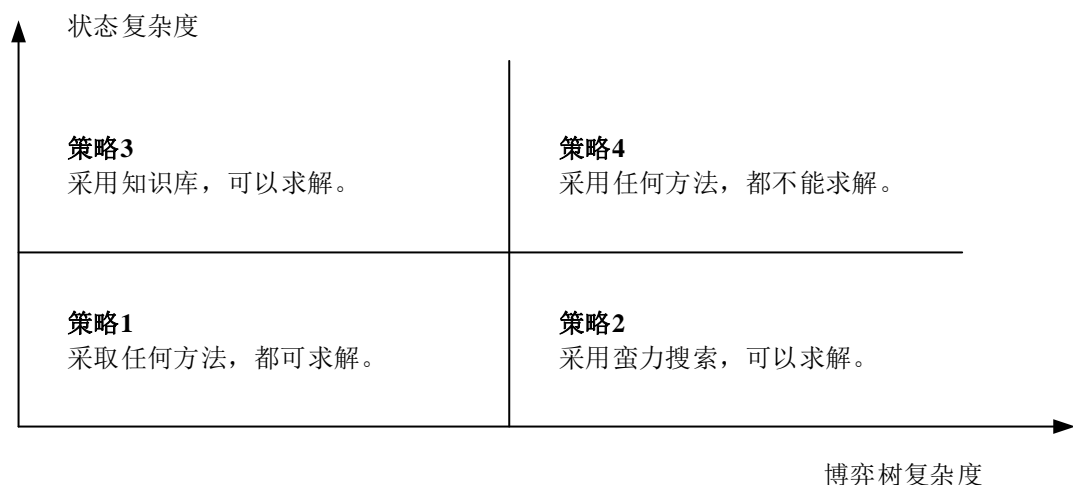 状态复杂度
策略3
采用知识库，可以求解。
策略4
采用任何方法，都不能求解。
策略1
采取任何方法，都可求解。
策略2
采用蛮力搜索，可以求解。
博弈树复杂度